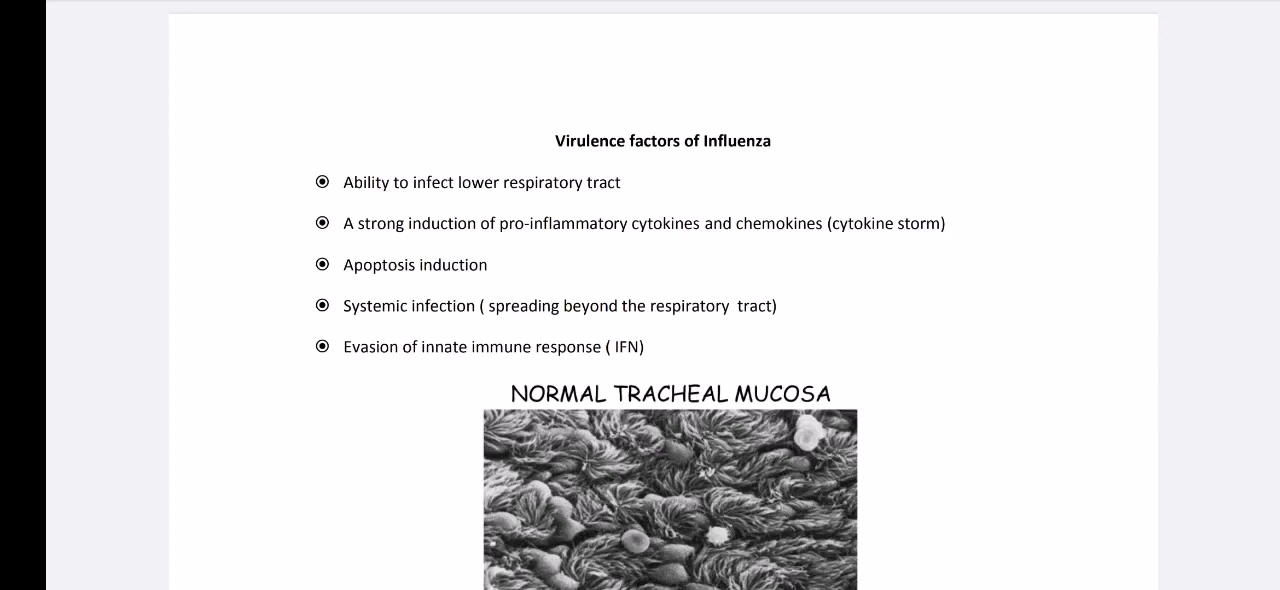 Virulence factors of Influenza
Ability to infect lower respiratory tract
A strong induction of pro-inflammatory cytokines and chemokines (cytokine storm)
Apoptosis induction
Systemic infection ( spreading beyond the respiratory  tract)
Evasion of innate immune response ( IFN)
NORMAL TRACHEAL MUCOSA